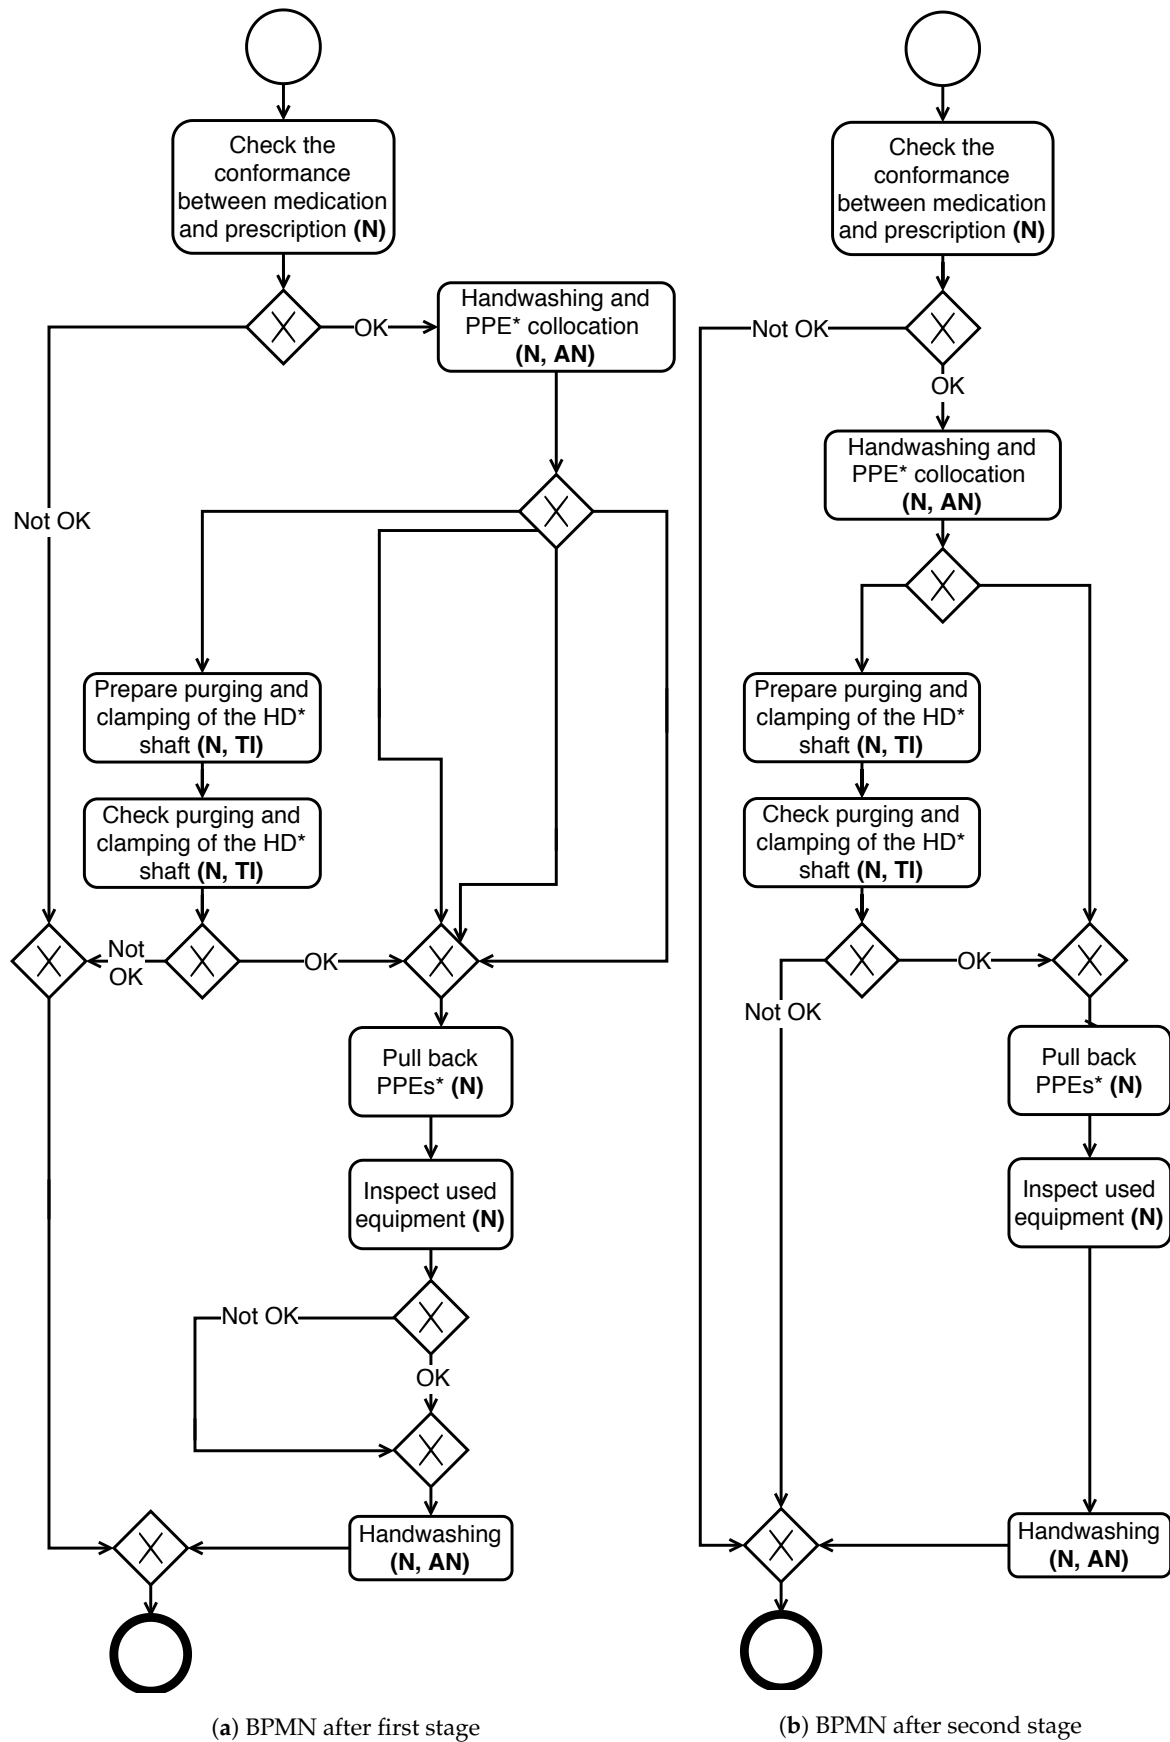 Check the
conformance
between medication
and prescription (N)
OK
Handwashing and
PPE* collocation
(N, AN)
Not OK
Prepare purging and
clamping of the HD*
shaft (N, TI)
Check purging and
clamping of the HD*
shaft (N, TI)
Not
OK
OK
Pull back
PPEs* (N)
Inspect used
equipment (N)
Not OK
OK
Handwashing
(N, AN)
(a) BPMN after first stage
Check the
conformance
between medication
and prescription (N)
Not OK
OK
Handwashing and
PPE* collocation
(N, AN)
Prepare purging and
clamping of the HD*
shaft (N, TI)
Check purging and
clamping of the HD*
shaft (N, TI)
OK
Not OK
Pull back
PPEs* (N)
Inspect used
equipment (N)
Handwashing
(N, AN)
(b) BPMN after second stage